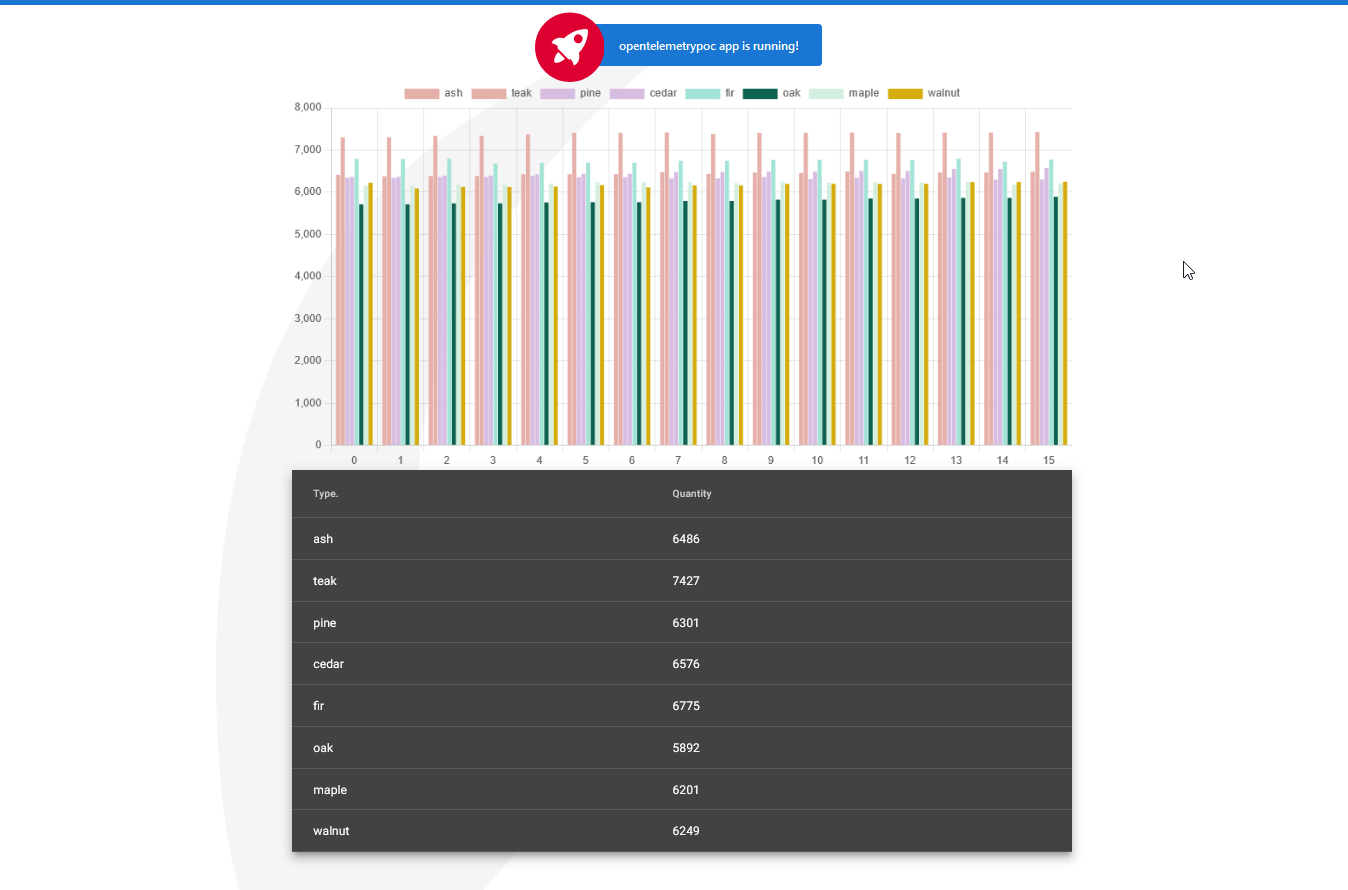 opentelemetrypoc app is running!
ash teak pine cedar fir oak maple walnut
8,000
7,000
6,000
5,000
4,000
3,000
2,000
1,000
0
0 1 2 3 4 5 6 7 8 9 10 11 12 13 14 15
Type. Quantity
ash 6486
teak 7427
pine 6301
cedar 6576
fir 6775
oak 5892
maple 6201
walnut 6249